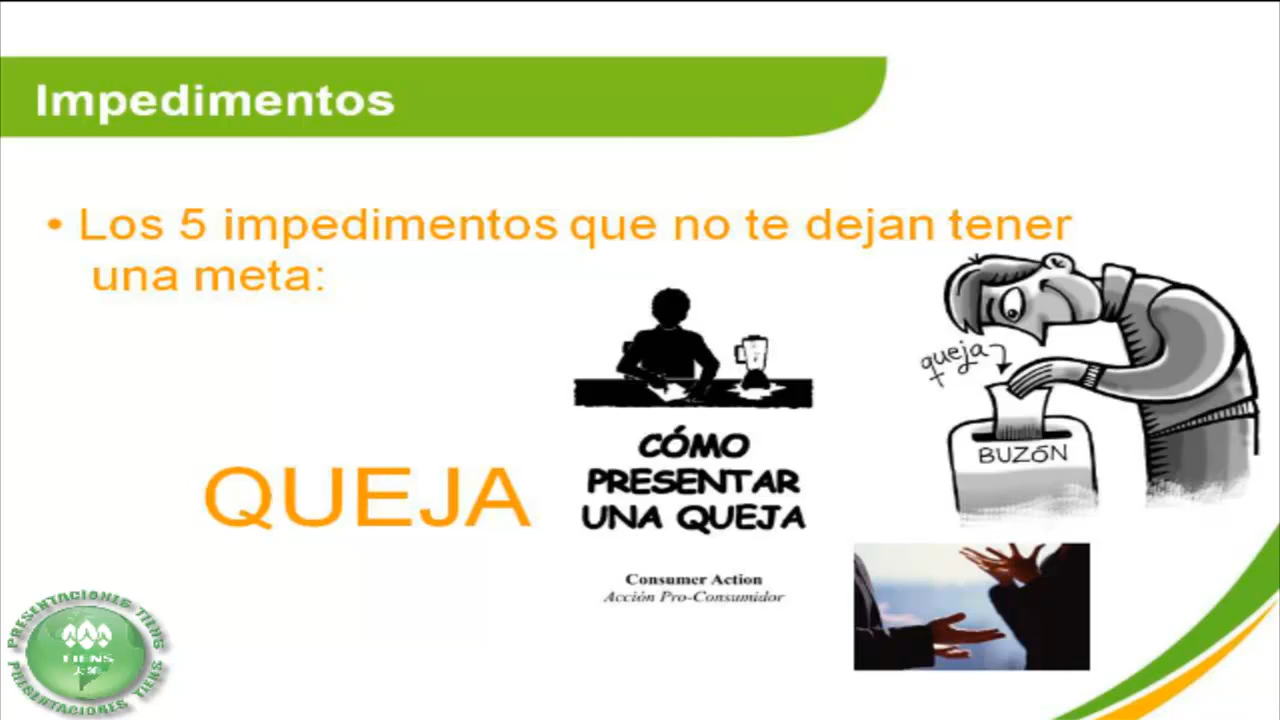 Impedimentos
• Los 5 impedimentos que no te dejan tener
una meta:
queja
BUZÓN
CÓMO
PRESENTAR
UNA QUEJA
QUEJA
Consumer Action
Acción Pro-Consumidor
PRESENTACIONES TIENS
TIENS
PRESENTACIONES TIENS